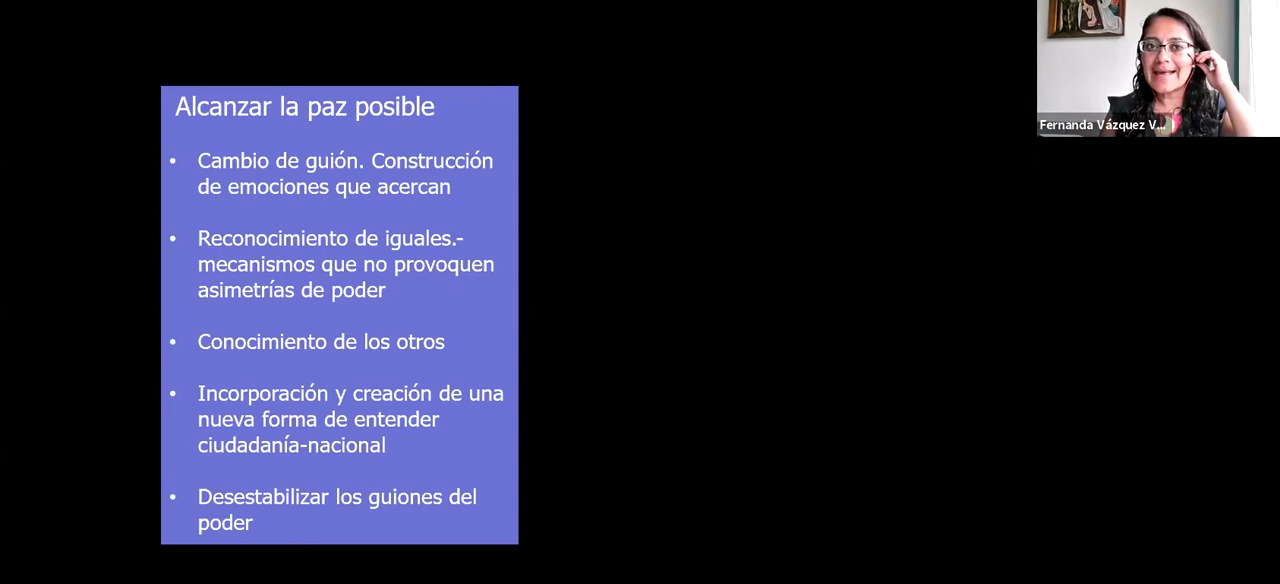 Alcanzar la paz posible
• Cambio de guión. Construcción
de emociones que acercan
• Reconocimiento de iguales.-
mecanismos que no provoquen
asimetrías de poder
• Conocimiento de los otros
• Incorporación y creación de una
nueva forma de entender
ciudadanía-nacional
• Desestabilizar los guiones del
poder
Fernanda Vázquez V...